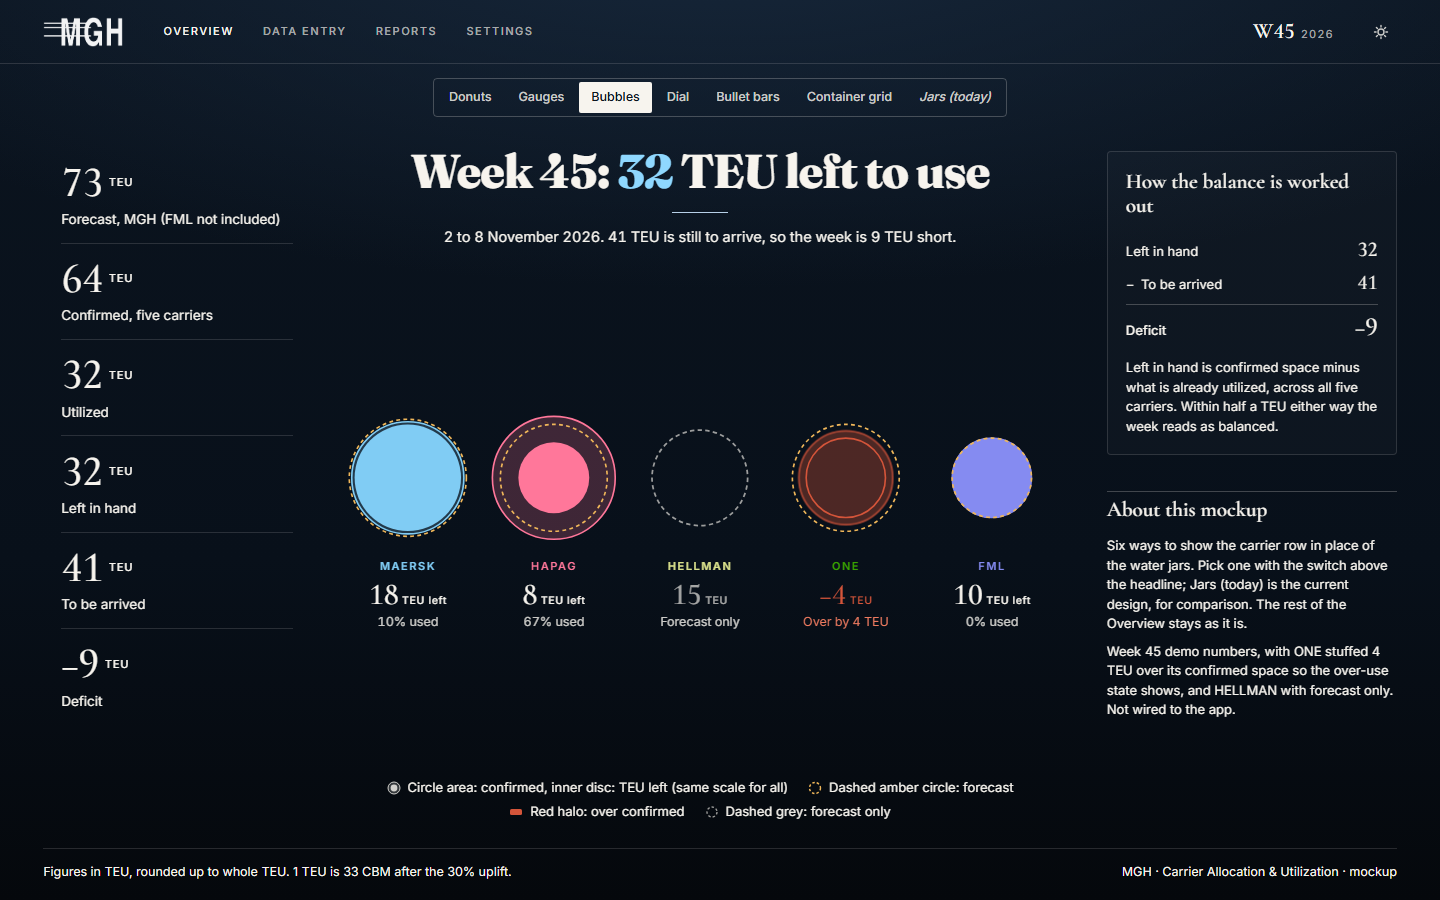 MGH
OVERVIEW DATA ENTRY REPORTS SETTINGS
W45 2026
Donuts Gauges Bubbles Dial Bullet bars Container grid Jars (today)
73 TEU
Forecast, MGH (FML not included)
64 TEU
Confirmed, five carriers
32 TEU
Utilized
32 TEU
Left in hand
41 TEU
To be arrived
–9 TEU
Deficit
Week 45: 32 TEU left to use
2 to 8 November 2026. 41 TEU is still to arrive, so the week is 9 TEU short.
MAERSK
18 TEU left
10% used
HAPAG
8 TEU left
67% used
HELLMAN
15 TEU
Forecast only
ONE
–4 TEU
Over by 4 TEU
FML
10 TEU left
0% used
Circle area: confirmed, inner disc: TEU left (same scale for all) Dashed amber circle: forecast
Red halo: over confirmed Dashed grey: forecast only
How the balance is worked
out
Left in hand 32
– To be arrived 41
Deficit –9
Left in hand is confirmed space minus
what is already utilized, across all five
carriers. Within half a TEU either way the
week reads as balanced.
About this mockup
Six ways to show the carrier row in place of
the water jars. Pick one with the switch above
the headline; Jars (today) is the current
design, for comparison. The rest of the
Overview stays as it is.
Week 45 demo numbers, with ONE stuffed 4
TEU over its confirmed space so the over-use
state shows, and HELLMAN with forecast only.
Not wired to the app.
Figures in TEU, rounded up to whole TEU. 1 TEU is 33 CBM after the 30% uplift.
MGH · Carrier Allocation & Utilization · mockup